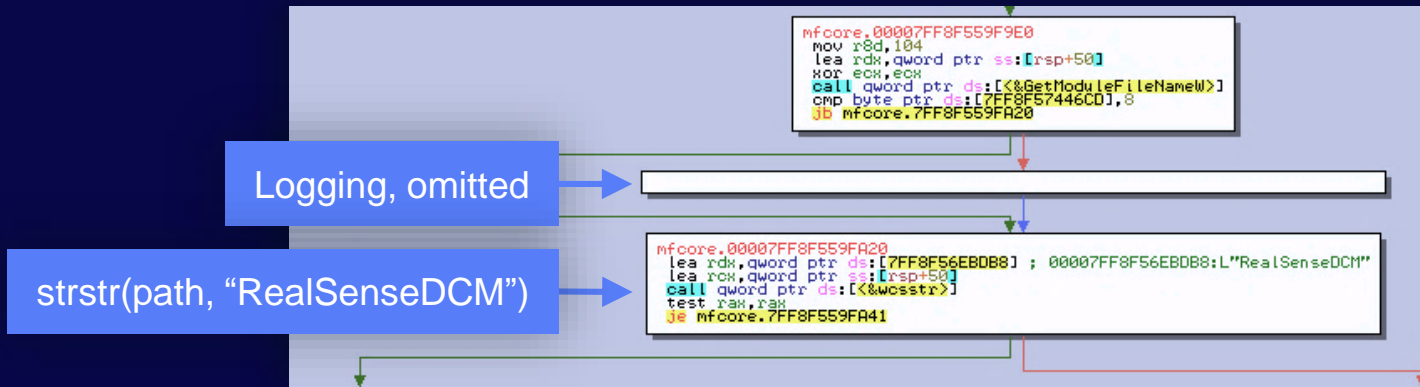 mfcore.00007FF8F559F9E0
mov r8d,104
lea rdx,qword ptr ss:[rsp+50]
xor ecx,ecx
call qword ptr ds:[<&GetModuleFileNameW>]
cmp byte ptr ds:[7FF8F57446CD],8
jb mfcore.7FF8F559FA20
Logging, omitted
mfcore.00007FF8F559FA20
lea rdx,qword ptr ds:[7FF8F56EBDB8] ; 00007FF8F56EBDB8:L"RealSenseDCM"
lea rcx,qword ptr ss:[rsp+50]
call qword ptr ds:[<&wcsstr>]
test rax,rax
je mfcore.7FF8F559FA41
strstr(path, “RealSenseDCM”)